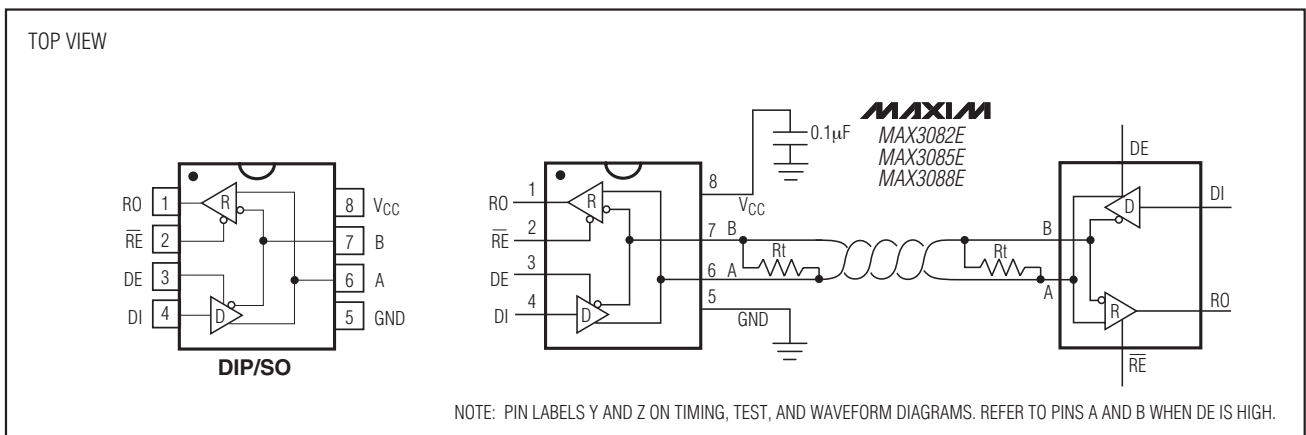 TOP VIEW
RO 1
RE 2
DE 3
DI 4
R
D
8 VCC
7 B
6 A
5 GND
DIP/SO
RO 1
RE 2
DE 3
DI 4
R
D
8
VCC
7 B
6 A
5
GND
0.1µF
MAXIM
MAX3082E
MAX3085E
MAX3088E
Rt
Rt
B
A
DE
D
DI
R
RO
RE
NOTE: PIN LABELS Y AND Z ON TIMING, TEST, AND WAVEFORM DIAGRAMS. REFER TO PINS A AND B WHEN DE IS HIGH.